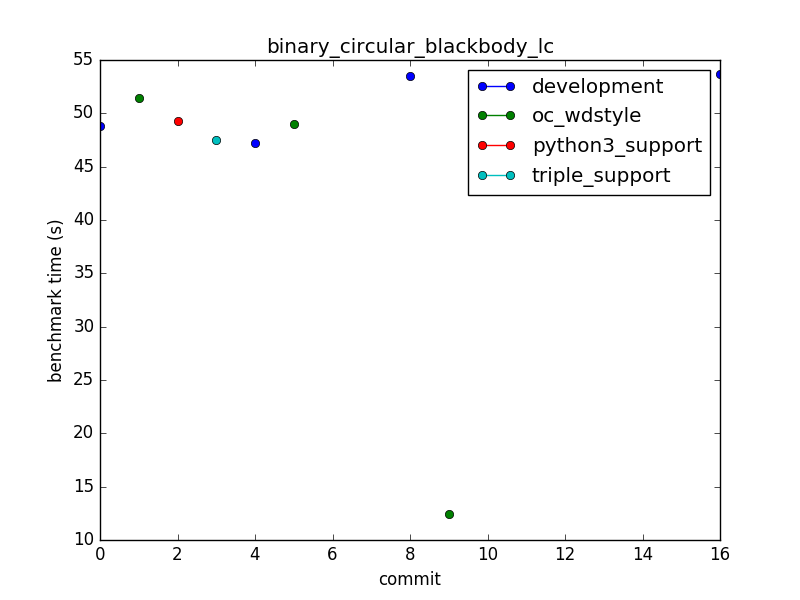 binary_circular_blackbody_lc
55
50
45
40
35
30
25
20
15
10
benchmark time (s)
development
oc_wdstyle
python3_support
triple_support
0 2 4 6 8 10 12 14 16
commit